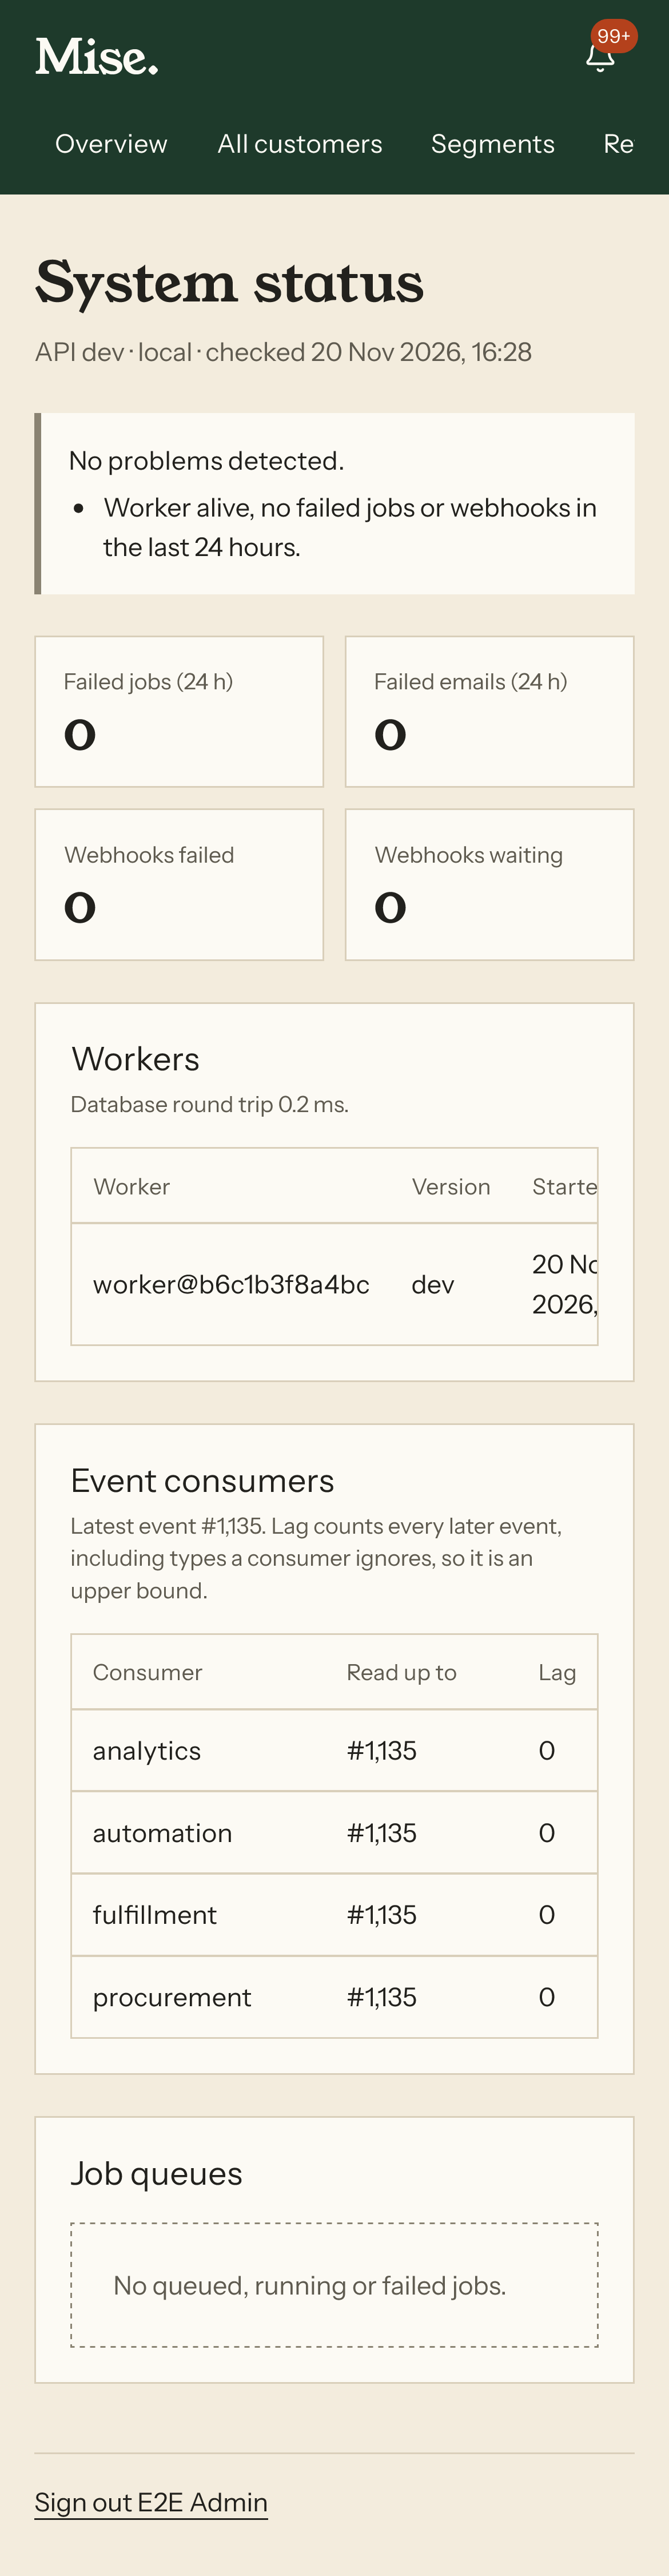 Mise.
99+
Overview All customers Segments Re
System status
API dev · local · checked 20 Nov 2026, 16:28
No problems detected.
• Worker alive, no failed jobs or webhooks in
the last 24 hours.
Failed jobs (24 h) Failed emails (24 h)
0 0
Webhooks failed Webhooks waiting
0 0
Workers
Database round trip 0.2 ms.
Worker Version Starte
worker@b6c1b3f8a4bc dev 20 No
2026,
Event consumers
Latest event #1,135. Lag counts every later event,
including types a consumer ignores, so it is an
upper bound.
Consumer Read up to Lag
analytics #1,135 0
automation #1,135 0
fulfillment #1,135 0
procurement #1,135 0
Job queues
No queued, running or failed jobs.
Sign out E2E Admin